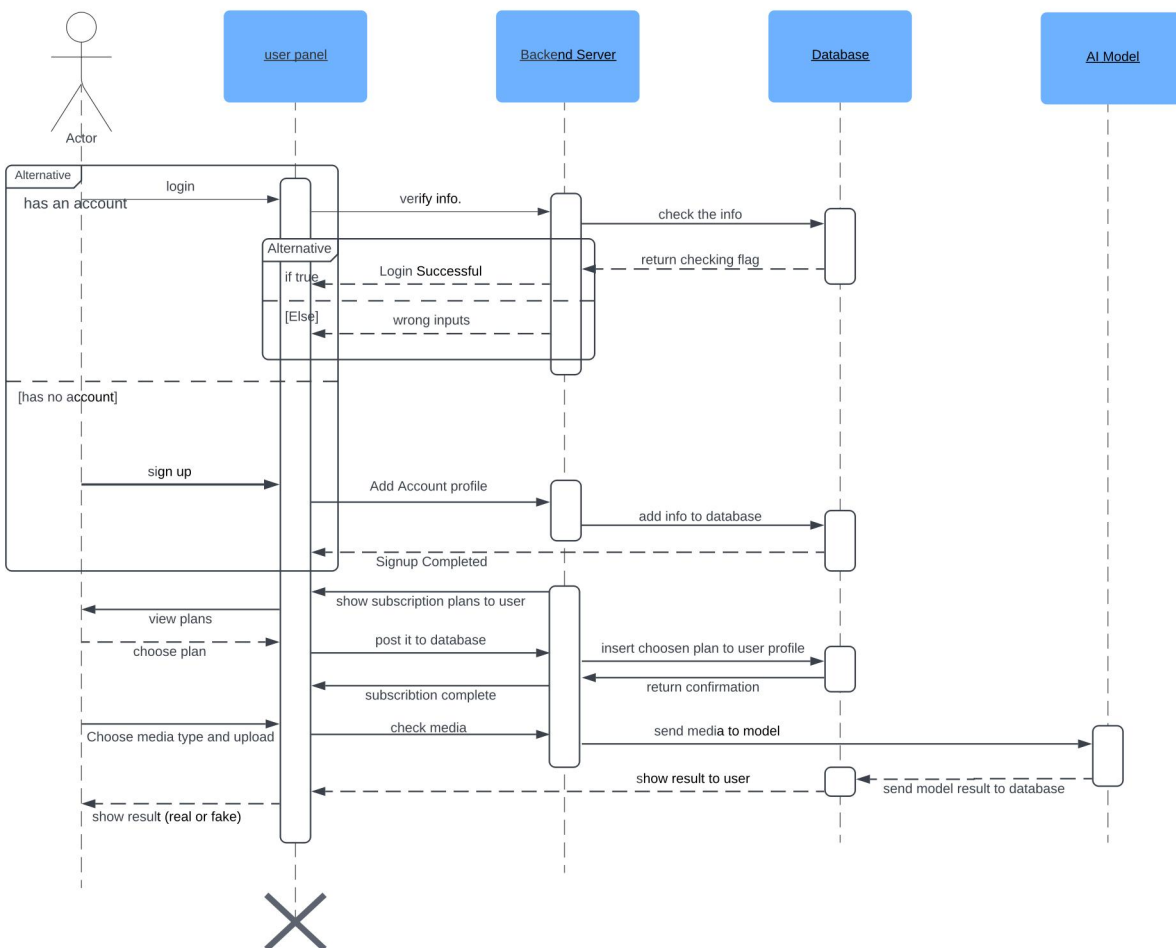 user panel
Backend Server
Database
AI Model
Actor
Alternative
login
has an account
verify info.
check the info
Alternative
return checking flag
if true
Login Successful
[Else]
wrong inputs
[has no account]
sign up
Add Account profile
add info to database
Signup Completed
show subscription plans to user
view plans
post it to database
choose plan
insert choosen plan to user profile
return confirmation
subscribtion complete
check media
Choose media type and upload
send media to model
show result to user
send model result to database
show result (real or fake)